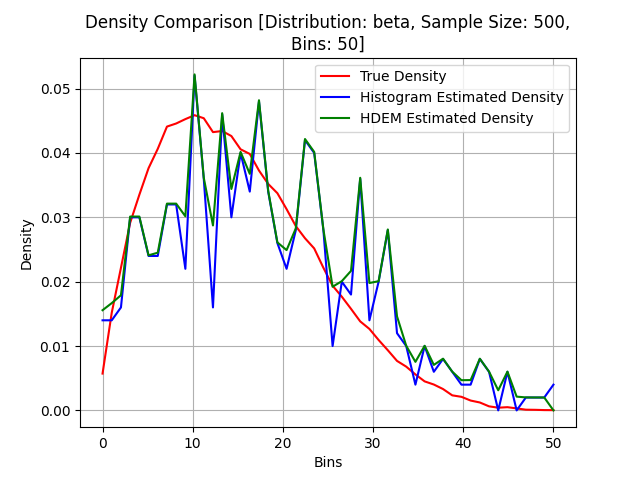 Density Comparison [Distribution: beta, Sample Size: 500,
Bins: 50]
True Density
Histogram Estimated Density
HDEM Estimated Density
Density
0.05
0.04
0.03
0.02
0.01
0.00
0 10 20 30 40 50
Bins